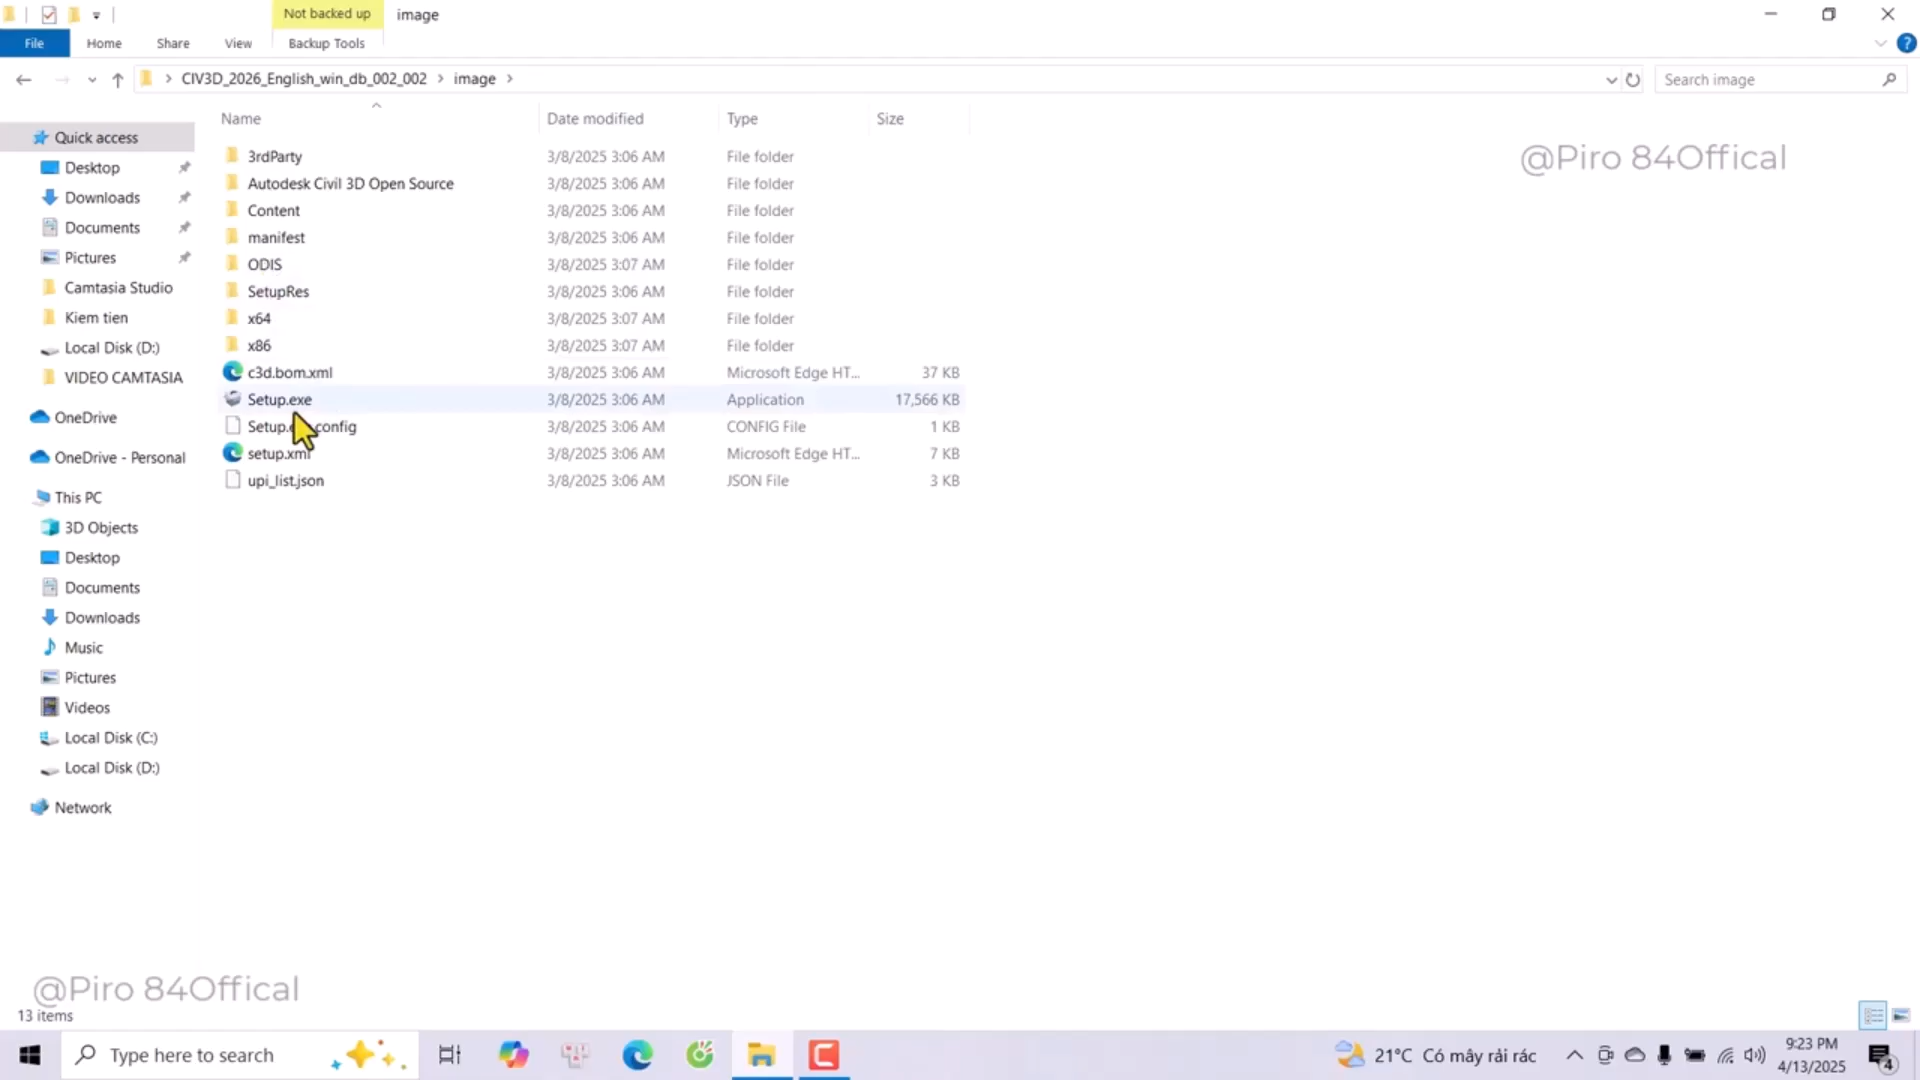 Not backed up
image
File
Home
Share
View
Backup Tools
CIV3D_2026_English_win_db_002_002
image
Search image
Name
Date modified
Type
Size
Quick access
Desktop
Downloads
Documents
Pictures
Camtasia Studio
Kiem tien
Local Disk (D:)
VIDEO CAMTASIA
OneDrive
OneDrive - Personal
This PC
3D Objects
Desktop
Documents
Downloads
Music
Pictures
Videos
Local Disk (C:)
Local Disk (D:)
Network
3rdParty 3/8/2025 3:06 AM File folder
Autodesk Civil 3D Open Source 3/8/2025 3:06 AM File folder
Content 3/8/2025 3:06 AM File folder
manifest 3/8/2025 3:06 AM File folder
ODIS 3/8/2025 3:07 AM File folder
SetupRes 3/8/2025 3:06 AM File folder
x64 3/8/2025 3:07 AM File folder
x86 3/8/2025 3:07 AM File folder
c3d.bom.xml 3/8/2025 3:06 AM Microsoft Edge HT... 37 KB
Setup.exe 3/8/2025 3:06 AM Application 17,566 KB
3/8/2025 3:06 AM CONFIG File 1 KB
setup.xml 3/8/2025 3:06 AM Microsoft Edge HT... 7 KB
upi_list.json 3/8/2025 3:06 AM JSON File 3 KB
@Piro 84Offical
@Piro 84Offical
13 items
Type here to search
21°C Có mây rải rác
9:23 PM
4/13/2025
4